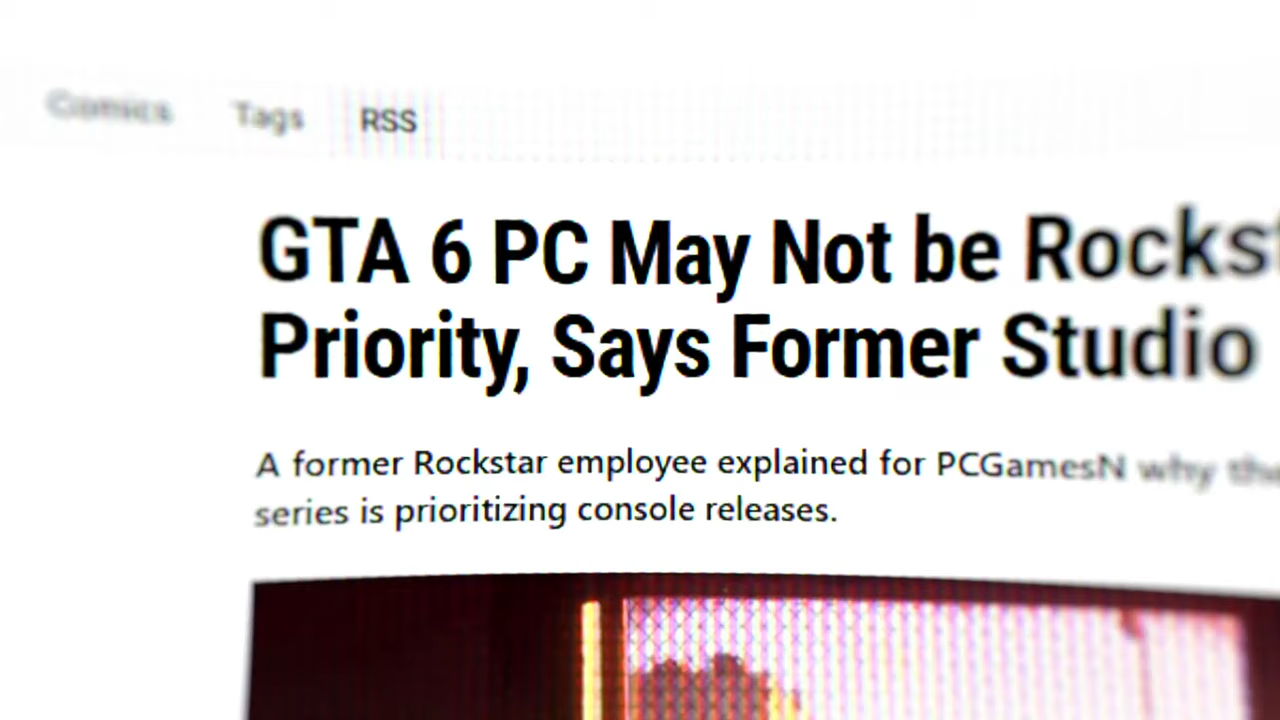 Comics Tags RSS
GTA 6 PC May Not be Rockst
Priority, Says Former Studio
A former Rockstar employee explained for PCGamesN why the
series is prioritizing console releases.